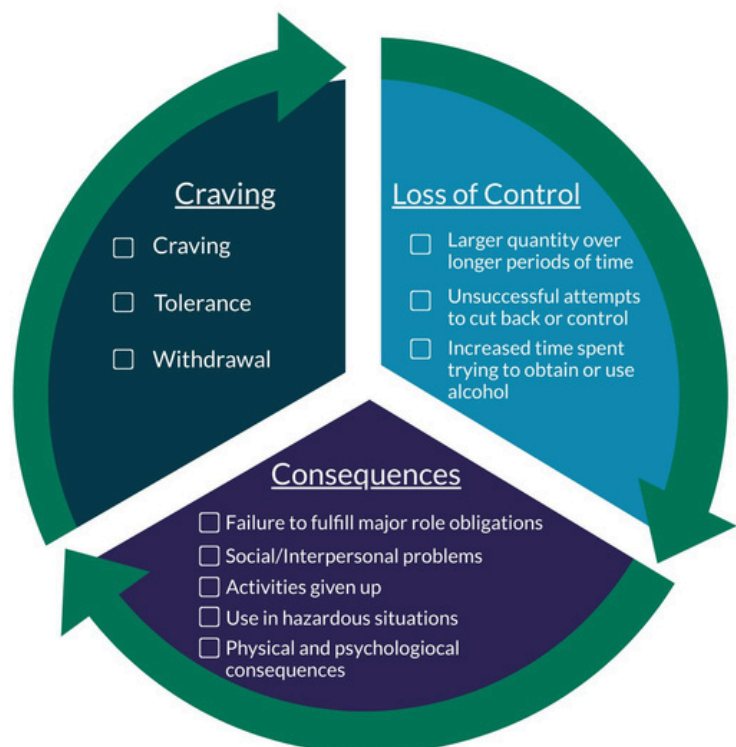 Craving
Craving
Tolerance
Withdrawal
Loss of Control
Larger quantity over
longer periods of time
Unsuccessful attempts
to cut back or control
Increased time spent
trying to obtain or use
alcohol
Consequences
Failure to fulfill major role obligations
Social/Interpersonal problems
Activities given up
Use in hazardous situations
Physical and psychologiocal
consequences